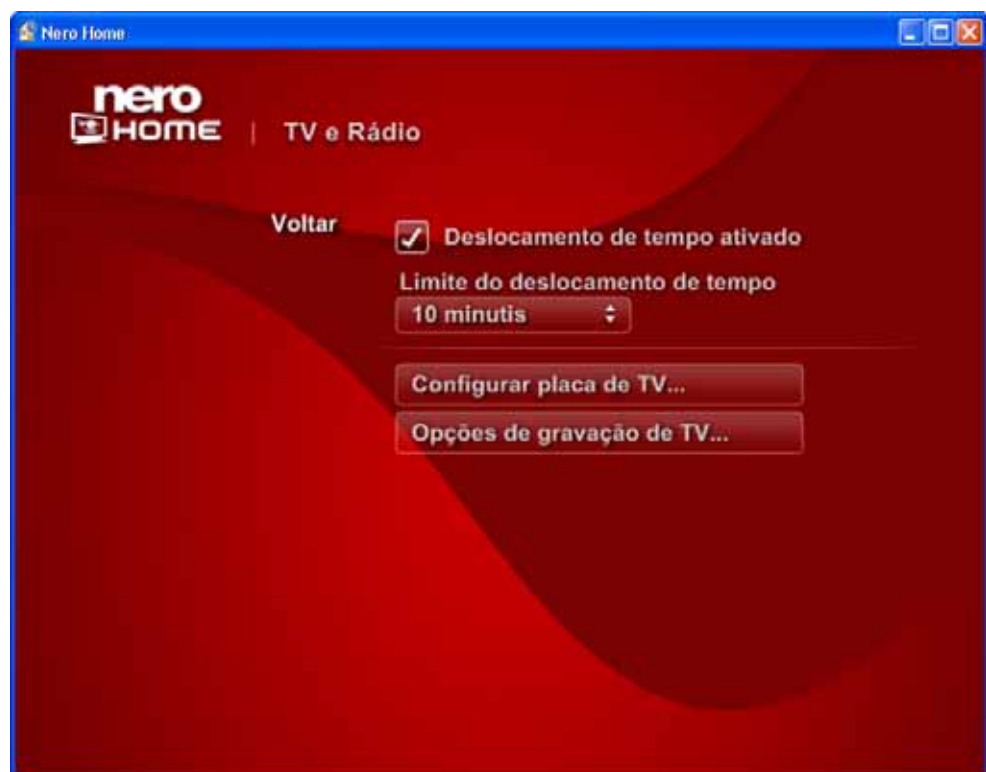 Nero Home
nero
HOME | TV e Rádio
Voltar
Deslocamento de tempo ativado
Limite do deslocamento de tempo
10 minutis
Configurar placa de TV...
Opções de gravação de TV...